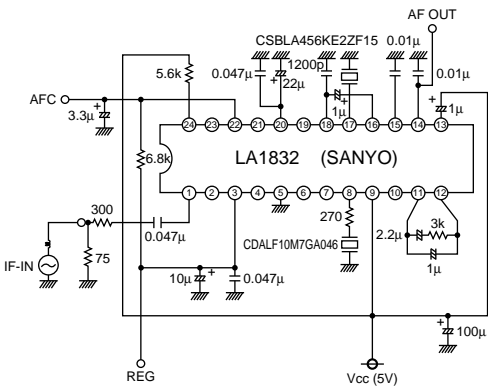 AF OUT
CSBLA456KE2ZF15 0.01µ
5.6k 0.047µ 22µ 1200p 1µ 0.01µ
AFC 3.3µ 1µ
24 23 22 21 20 19 18 17 16 15 14 13
6.8k
LA1832 (SANYO)
1 2 3 4 5 6 7 8 9 10 11 12
300 0.047µ 270 2.2µ 3k
IF-IN 75 CDALF10M7GA046 1µ
10µ 0.047µ
100µ
REG Vcc (5V)